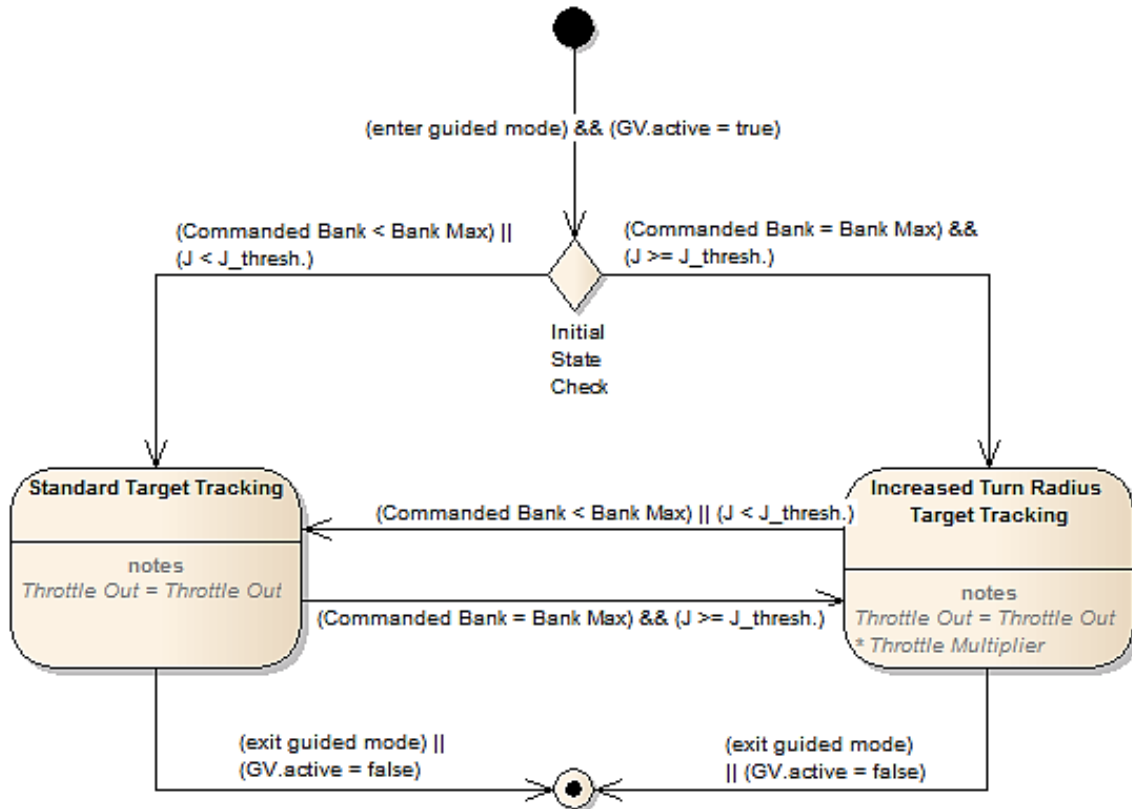 (enter guided mode) && (GV.active = true)
(Commanded Bank < Bank Max) ||
(J < J_thresh.)
(Commanded Bank = Bank Max) &&
(J >= J_thresh.)
Initial
State
Check
Standard Target Tracking
notes
Throttle Out = Throttle Out
(Commanded Bank < Bank Max) || (J < J_thresh.)
(Commanded Bank = Bank Max) && (J >= J_thresh.)
Increased Turn Radius
Target Tracking
notes
Throttle Out = Throttle Out
* Throttle Multiplier
(exit guided mode) ||
(GV.active = false)
(exit guided mode)
|| (GV.active = false)